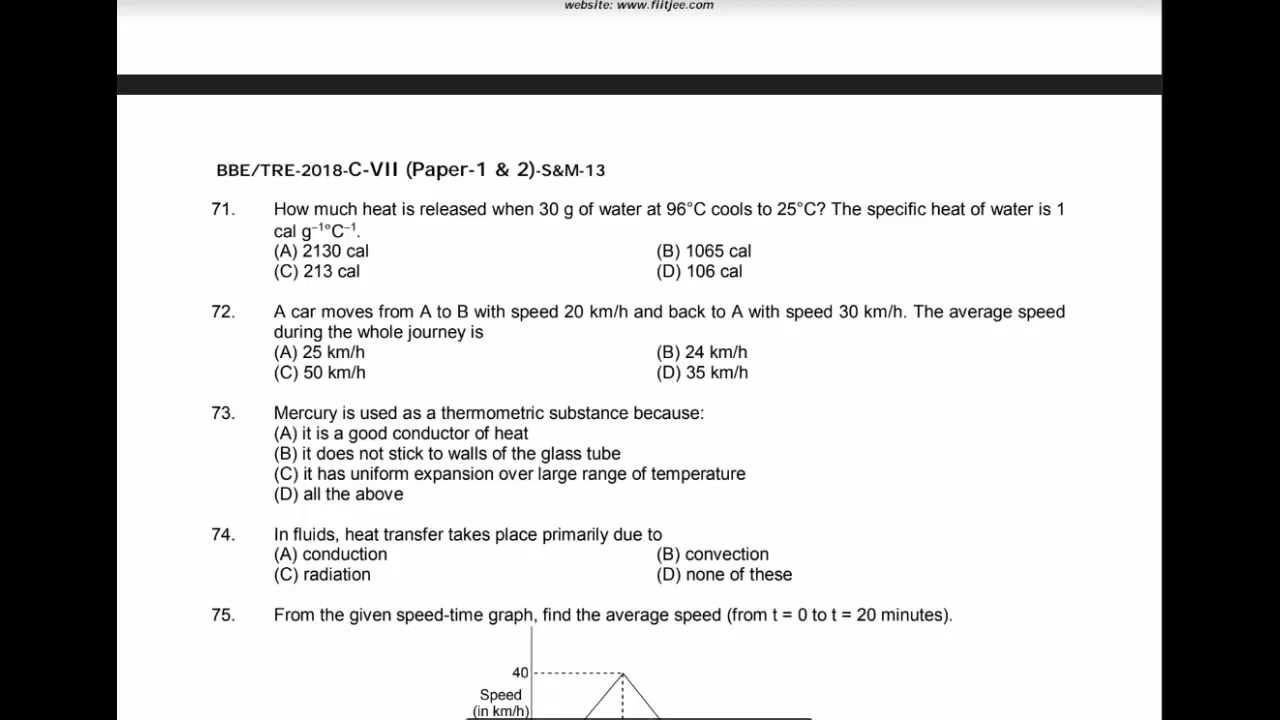 website: www.fiitjee.com
BBE/TRE-2018-C-VII (Paper-1 & 2)-S&M-13
71. How much heat is released when 30 g of water at 96°C cools to 25°C? The specific heat of water is 1
cal g⁻¹°C⁻¹.
(A) 2130 cal (B) 1065 cal
(C) 213 cal (D) 106 cal
72. A car moves from A to B with speed 20 km/h and back to A with speed 30 km/h. The average speed
during the whole journey is
(A) 25 km/h (B) 24 km/h
(C) 50 km/h (D) 35 km/h
73. Mercury is used as a thermometric substance because:
(A) it is a good conductor of heat
(B) it does not stick to walls of the glass tube
(C) it has uniform expansion over large range of temperature
(D) all the above
74. In fluids, heat transfer takes place primarily due to
(A) conduction (B) convection
(C) radiation (D) none of these
75. From the given speed-time graph, find the average speed (from t = 0 to t = 20 minutes).
40
Speed
(in km/h)